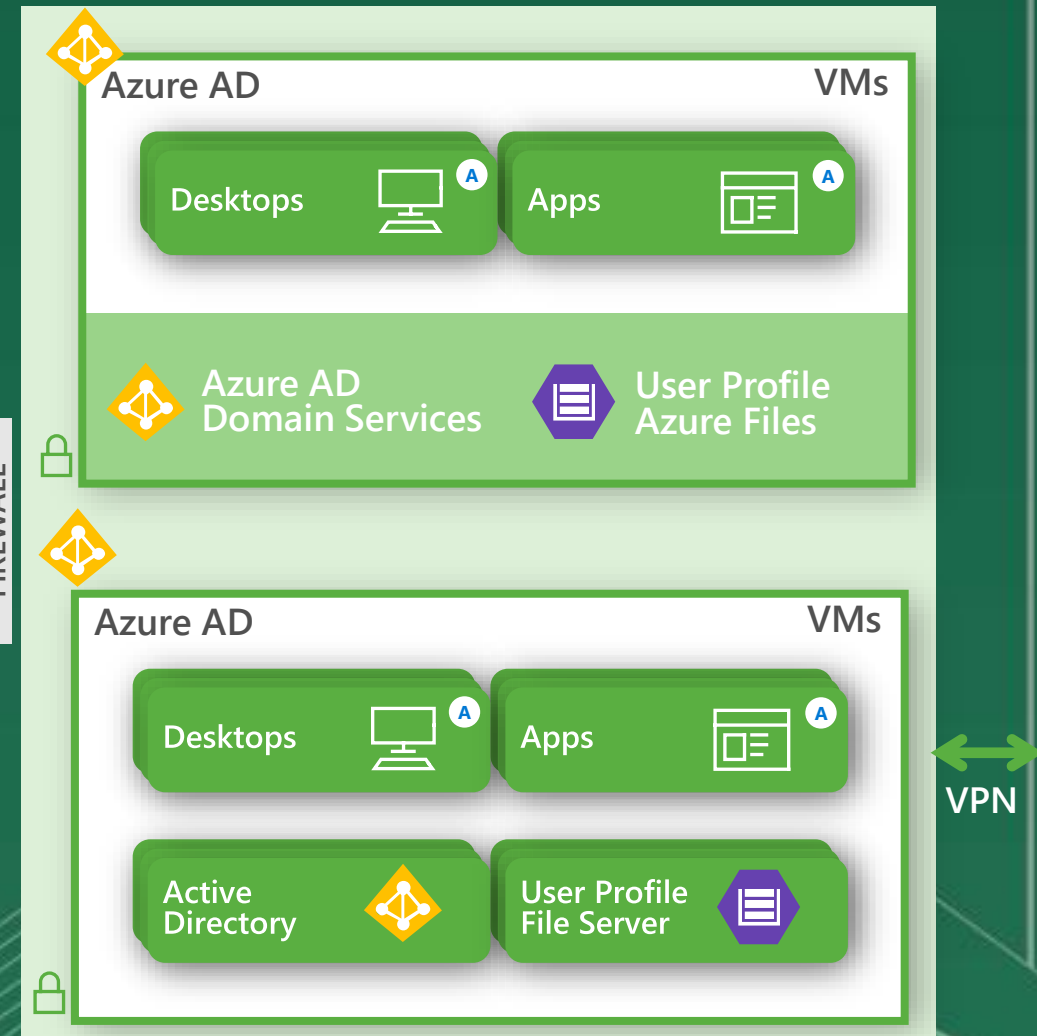 Azure AD
VMs
Desktops
A
Apps
A
Azure AD
Domain Services
User Profile
Azure Files
FIREWALL
Azure AD
VMs
Desktops
A
Apps
A
VPN
Active
Directory
User Profile
File Server